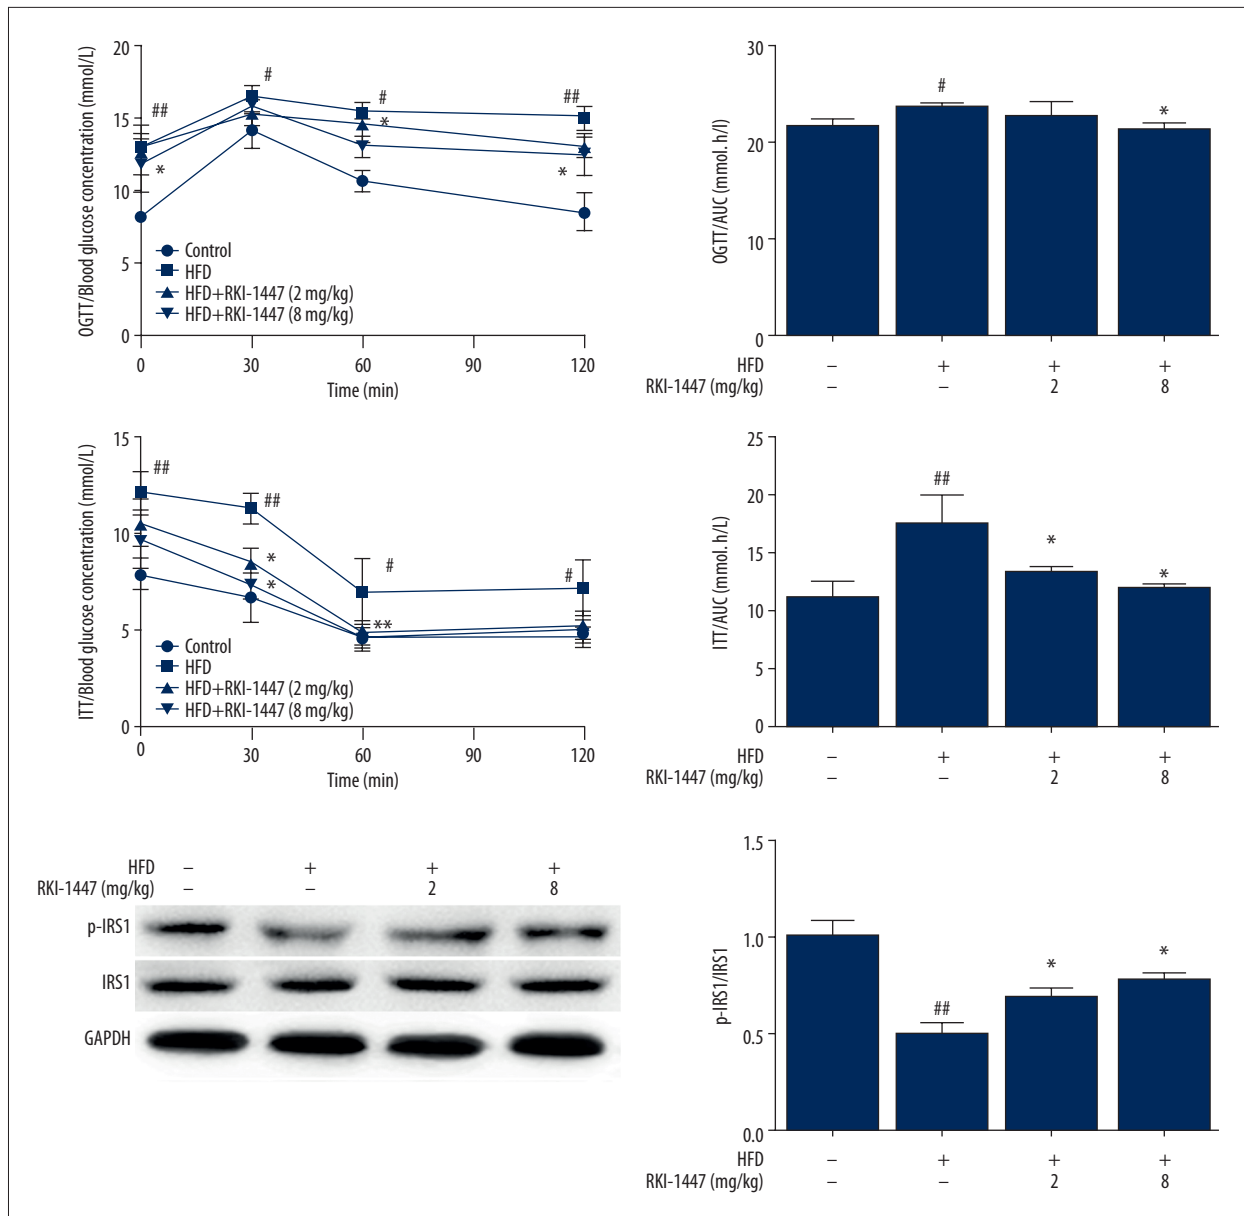 OGTT/Blood glucose concentration (mmol/L)
20
15
10
5
0
##
#
#
##
*
*
*
Control
HFD
HFD+RKI-1447 (2 mg/kg)
HFD+RKI-1447 (8 mg/kg)
0 30 60 90 120
Time (min)
OGTT/AUC (mmol. h/l)
30
20
10
0
#
*
HFD – + + +
RKI-1447 (mg/kg) – – 2 8
ITT/Blood glucose concentration (mmol/L)
15
10
5
0
##
##
#
#
*
*
**
Control
HFD
HFD+RKI-1447 (2 mg/kg)
HFD+RKI-1447 (8 mg/kg)
0 30 60 90 120
Time (min)
ITT/AUC (mmol. h/L)
25
20
15
10
5
0
##
*
*
HFD – + + +
RKI-1447 (mg/kg) – – 2 8
HFD – + + +
RKI-1447 (mg/kg) – – 2 8
p-IRS1
IRS1
GAPDH
p-IRS1/IRS1
1.5
1.0
0.5
0.0
##
*
*
HFD – + + +
RKI-1447 (mg/kg) – – 2 8